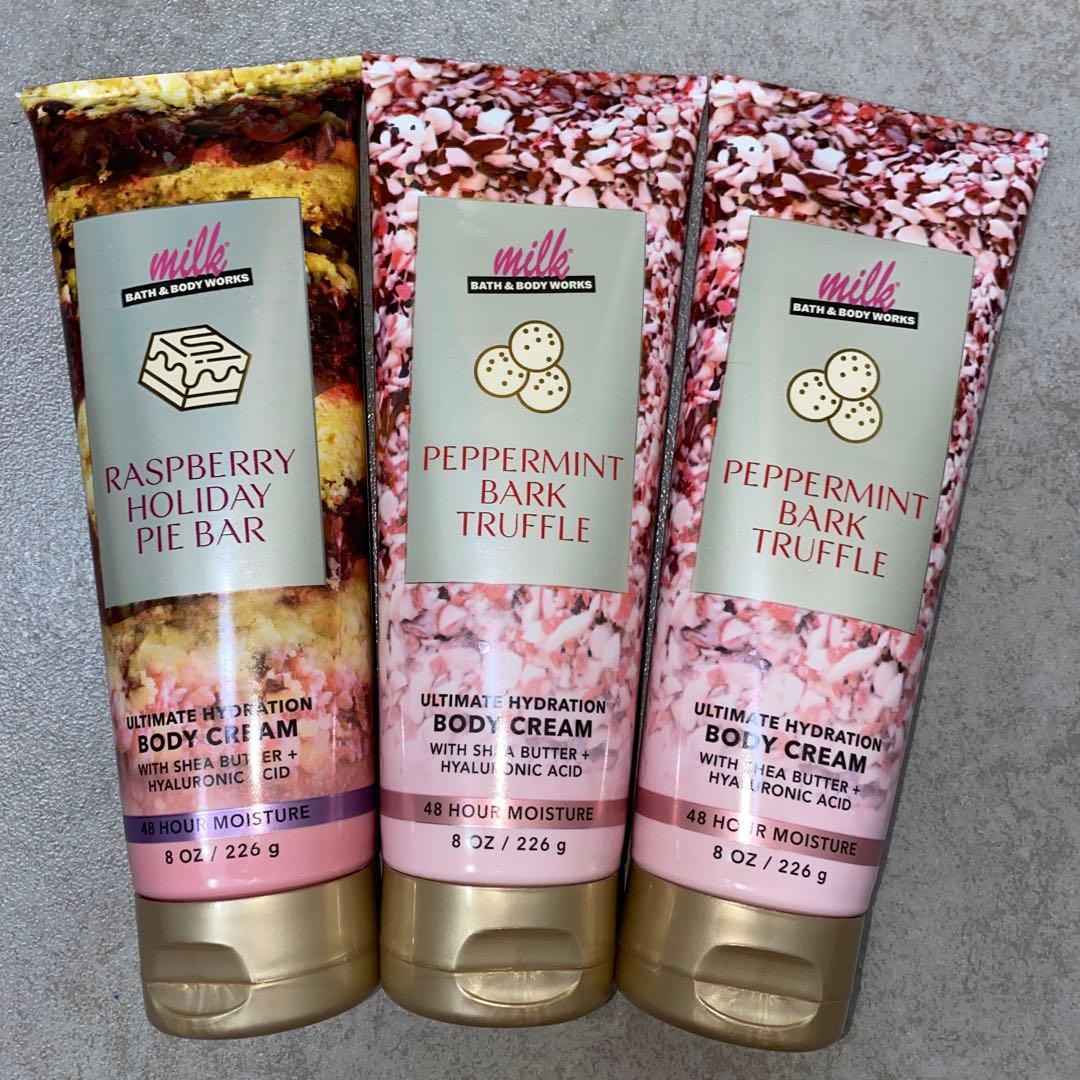 milk
BATH & BODY WORKS
RASPBERRY
HOLIDAY
PIE BAR
ULTIMATE HYDRATION
BODY CREAM
WITH SHEA BUTTER +
HYALURONIC ACID
48 HOUR MOISTURE
8 OZ / 226 g
milk
BATH & BODY WORKS
PEPPERMINT
BARK
TRUFFLE
ULTIMATE HYDRATION
BODY CREAM
WITH SHEA BUTTER +
HYALURONIC ACID
48 HOUR MOISTURE
8 OZ / 226 g
milk
BATH & BODY WORKS
PEPPERMINT
BARK
TRUFFLE
ULTIMATE HYDRATION
BODY CREAM
WITH SHEA BUTTER +
HYALURONIC ACID
48 HOUR MOISTURE
8 OZ / 226 g